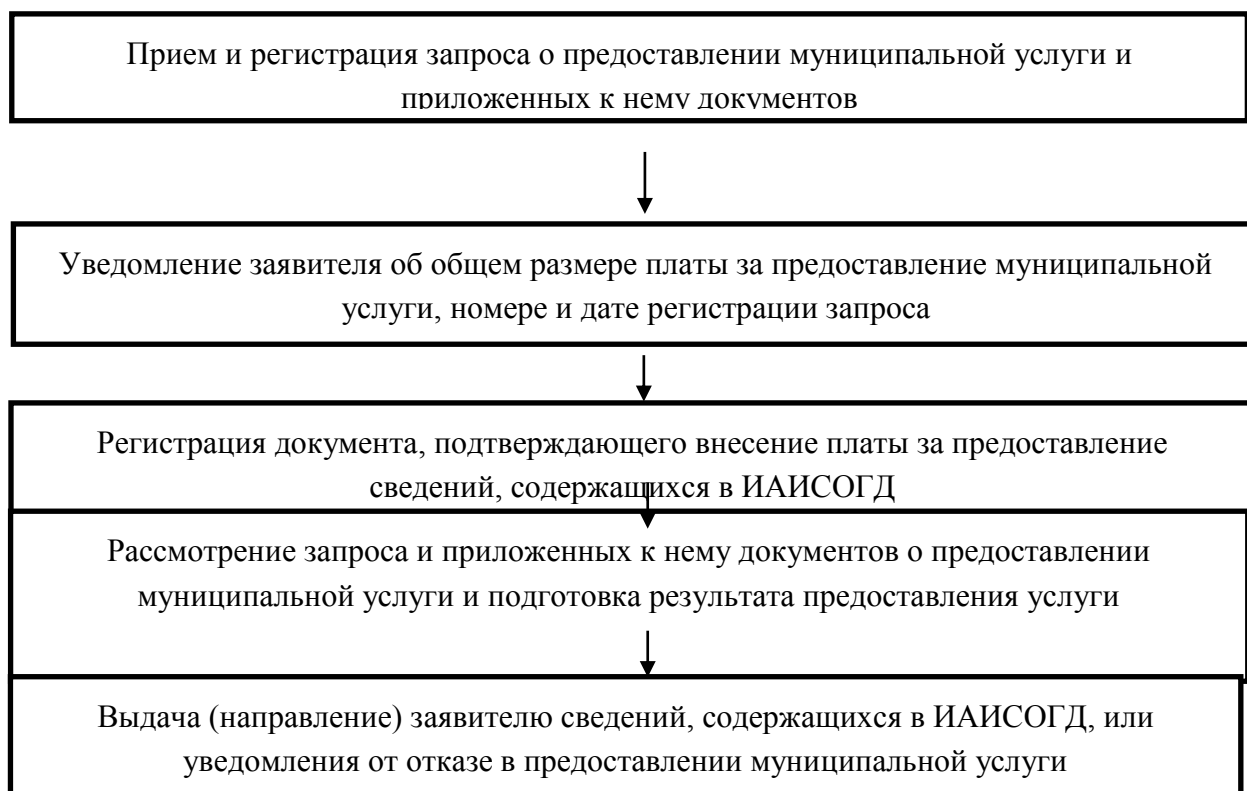 Прием и регистрация запроса о предоставлении муниципальной услуги и
приложенных к нему документов
Уведомление заявителя об общем размере платы за предоставление муниципальной
услуги, номере и дате регистрации запроса
Регистрация документа, подтверждающего внесение платы за предоставление
сведений, содержащихся в ИАИСОГД
Рассмотрение запроса и приложенных к нему документов о предоставлении
муниципальной услуги и подготовка результата предоставления услуги
Выдача (направление) заявителю сведений, содержащихся в ИАИСОГД, или
уведомления от отказе в предоставлении муниципальной услуги